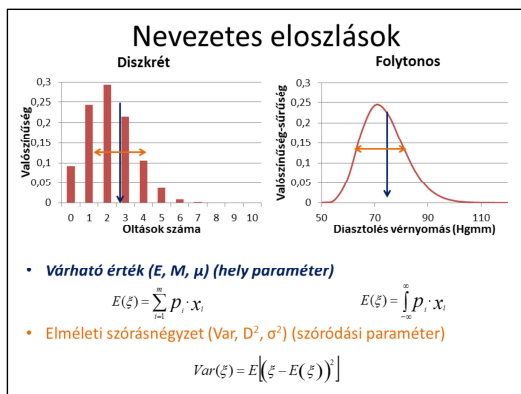 Nevezetes eloszlások
Diszkrét
Valószínűség
0,3
0,25
0,2
0,15
0,1
0,05
0
0 1 2 3 4 5 6 7 8 9 10
Oltások száma
Folytonos
Valószínűség-sűrűség
0,3
0,25
0,2
0,15
0,1
0,05
0
50 70 90 110
Diasztolés vérnyomás (Hgmm)
• Várható érték (E, M, μ) (hely paraméter)
E(ξ) = ∑_{i=1}^{m} p_i · x_i
E(ξ) = ∫_{-∞}^{∞} p_i · x_i
• Elméleti szórásnégyzet (Var, D², σ²) (szóródási paraméter)
Var(ξ) = E[(ξ − E(ξ))²]